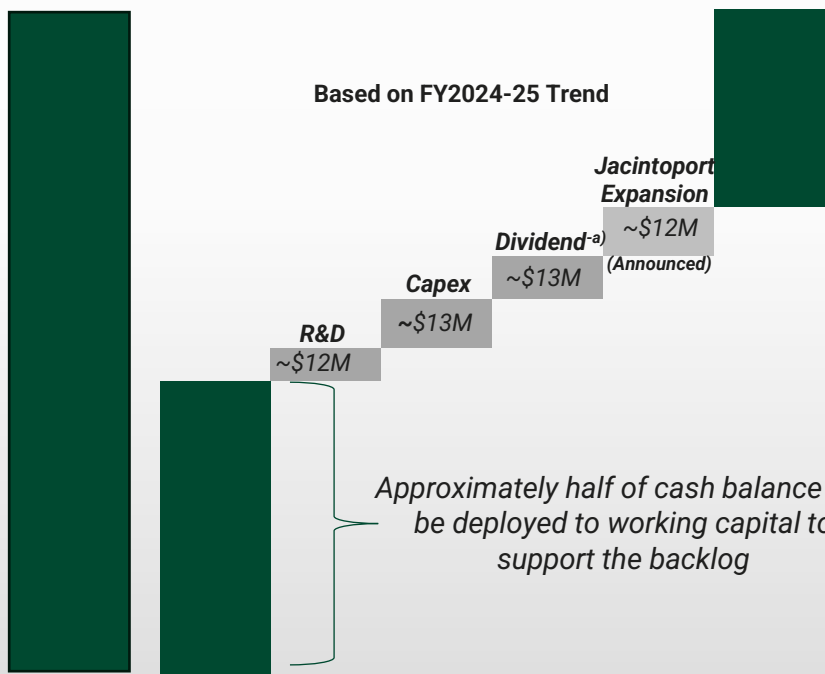 Based on FY2024-25 Trend
Jacintoport
Expansion
~$12M
(Announced)
Dividend-a)
~$13M
Capex
~$13M
R&D
~$12M
Approximately half of cash balance
be deployed to working capital
support the backlog